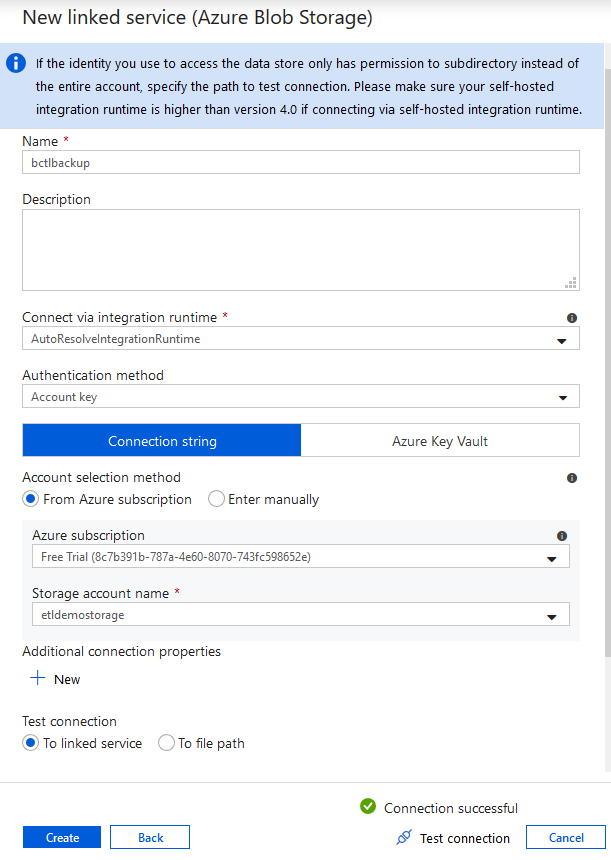 New linked service (Azure Blob Storage)
If the identity you use to access the data store only has permission to subdirectory instead of
the entire account, specify the path to test connection. Please make sure your self-hosted
integration runtime is higher than version 4.0 if connecting via self-hosted integration runtime.
Name *
bctlbackup
Description
Connect via integration runtime *
AutoResolveIntegrationRuntime
Authentication method
Account key
Connection string
Azure Key Vault
Account selection method
From Azure subscription
Enter manually
Azure subscription
Free Trial (8c7b391b-787a-4e60-8070-743fc598652e)
Storage account name *
etldemostorage
Additional connection properties
New
Test connection
To linked service
To file path
Connection successful
Create
Back
Test connection
Cancel